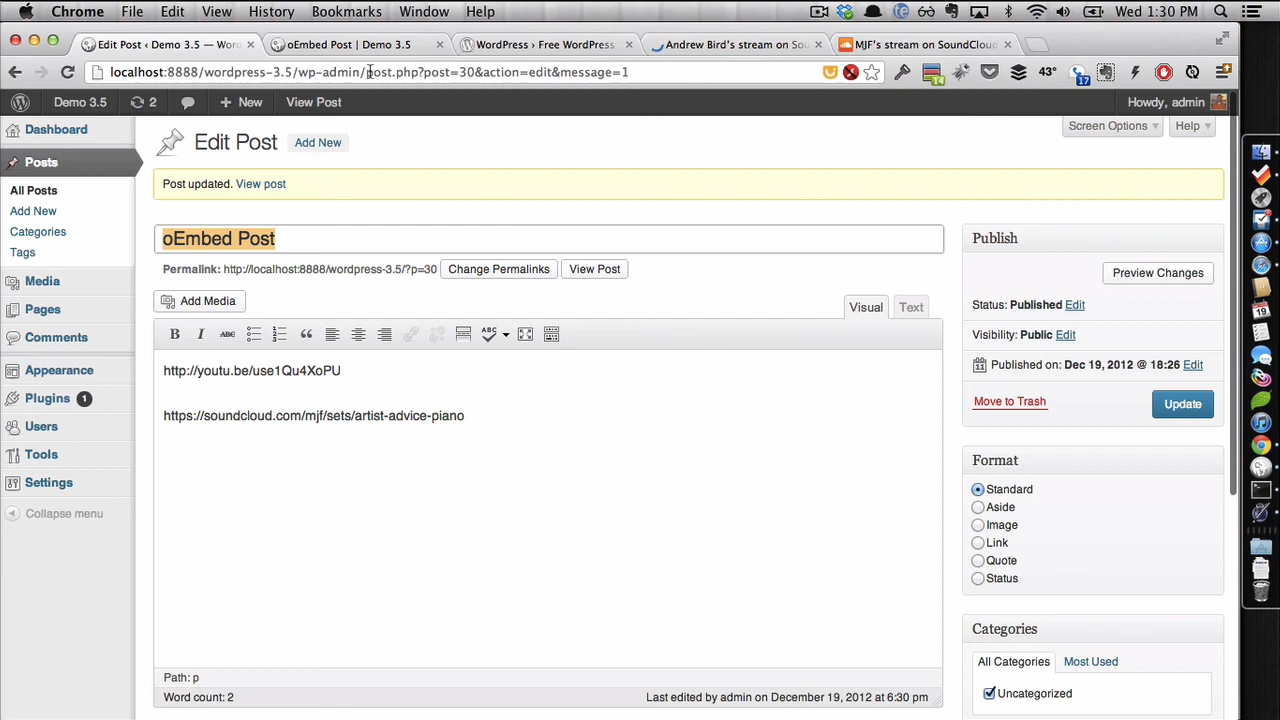 Chrome File Edit View History Bookmarks Window Help Wed 1:30 PM
Edit Post ‹ Demo 3.5 — Wor oEmbed Post | Demo 3.5 WordPress › Free WordPress Andrew Bird's stream on Sou MJF's stream on SoundCloud
localhost:8888/wordpress-3.5/wp-admin/post.php?post=30&action=edit&message=1 14 43° 17
Demo 3.5 2 New View Post Howdy, admin
Dashboard
Posts
All Posts
Add New
Categories
Tags
Media
Pages
Comments
Appearance
Plugins 1
Users
Tools
Settings
Collapse menu
Screen Options Help
Edit Post Add New
Post updated. View post
oEmbed Post
Permalink: http://localhost:8888/wordpress-3.5/?p=30 Change Permalinks View Post
Add Media
Visual Text
B I ABC ABC
http://youtu.be/use1Qu4XoPU
https://soundcloud.com/mjf/sets/artist-advice-piano
Path: p
Word count: 2 Last edited by admin on December 19, 2012 at 6:30 pm
Publish
Preview Changes
Status: Published Edit
Visibility: Public Edit
Published on: Dec 19, 2012 @ 18:26 Edit
Move to Trash Update
Format
Standard
Aside
Image
Link
Quote
Status
Categories
All Categories Most Used
Uncategorized
19